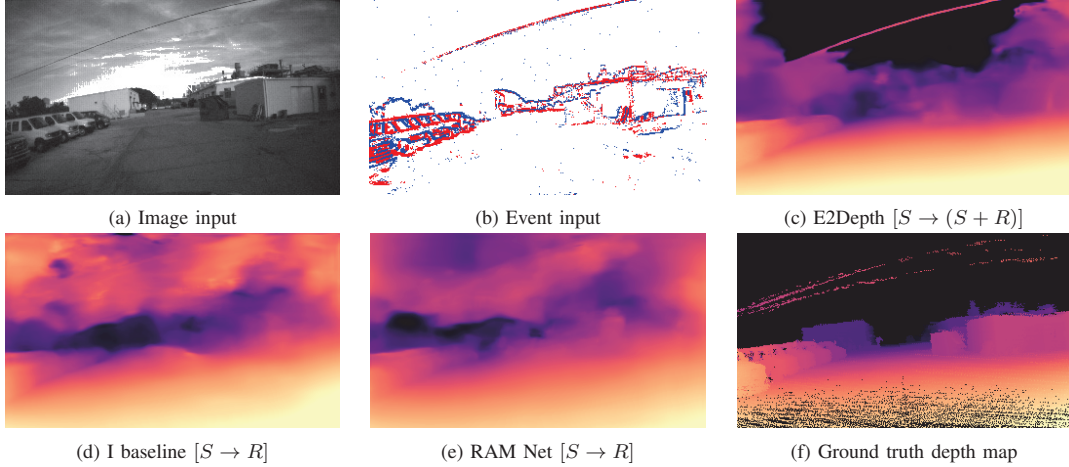 (a) Image input
(b) Event input
(c) E2Depth [S → (S + R)]
(d) I baseline [S → R]
(e) RAM Net [S → R]
(f) Ground truth depth map